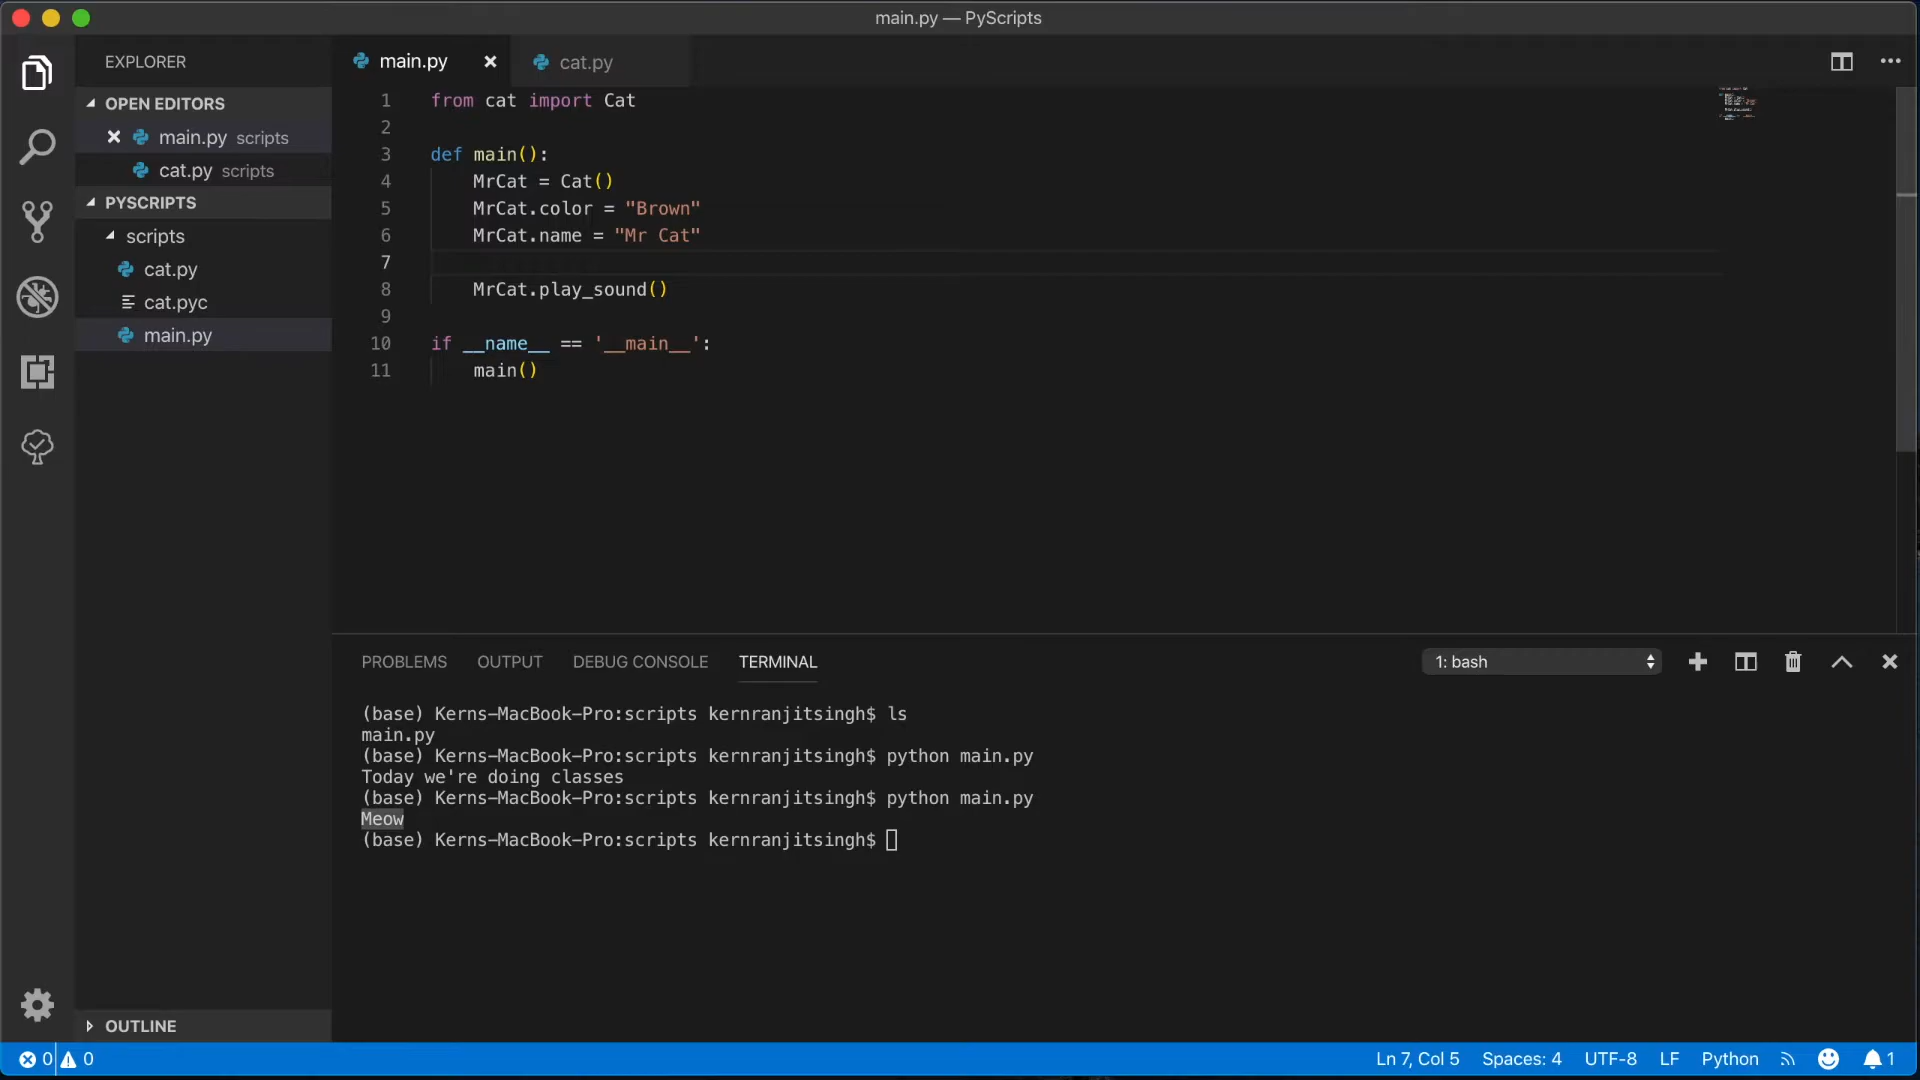 main.py — PyScripts
EXPLORER
OPEN EDITORS
main.py scripts
cat.py scripts
PYSCRIPTS
scripts
cat.py
cat.pyc
main.py
OUTLINE
main.py
cat.py
1 from cat import Cat
2
3 def main():
4 MrCat = Cat()
5 MrCat.color = "Brown"
6 MrCat.name = "Mr Cat"
7
8 MrCat.play_sound()
9
10 if __name__ == '__main__':
11 main()
PROBLEMS OUTPUT DEBUG CONSOLE TERMINAL 1: bash
(base) Kerns-MacBook-Pro:scripts kernranjitsingh$ ls
main.py
(base) Kerns-MacBook-Pro:scripts kernranjitsingh$ python main.py
Today we're doing classes
(base) Kerns-MacBook-Pro:scripts kernranjitsingh$ python main.py
Meow
(base) Kerns-MacBook-Pro:scripts kernranjitsingh$
0 0 Ln 7, Col 5 Spaces: 4 UTF-8 LF Python 1